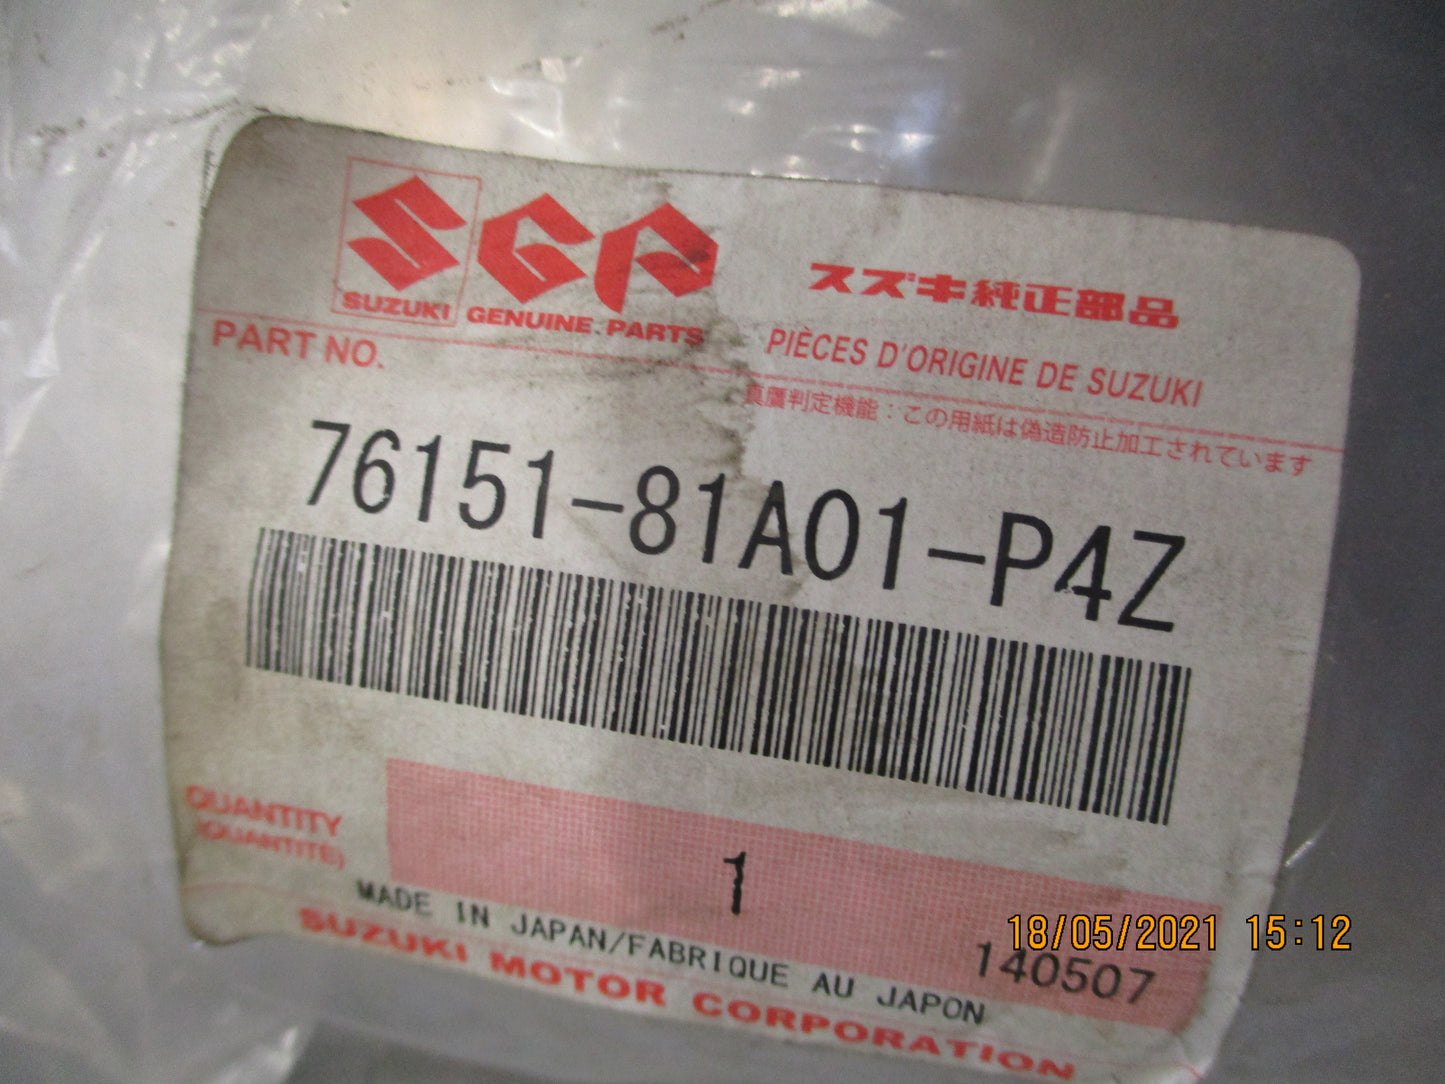 SUZUKI
SGP
GENUINE PARTS
スズキ純正部品
PIÈCES D'ORIGINE DE SUZUKI
PART NO.
真贋判定機能：この用紙は偽造防止加工されています
76151-81A01-P4Z
QUANTITY
(QUANTITÉ)
1
MADE IN JAPAN/FABRIQUE AU JAPON
140507
SUZUKI MOTOR CORPORATION
18/05/2021 15:12